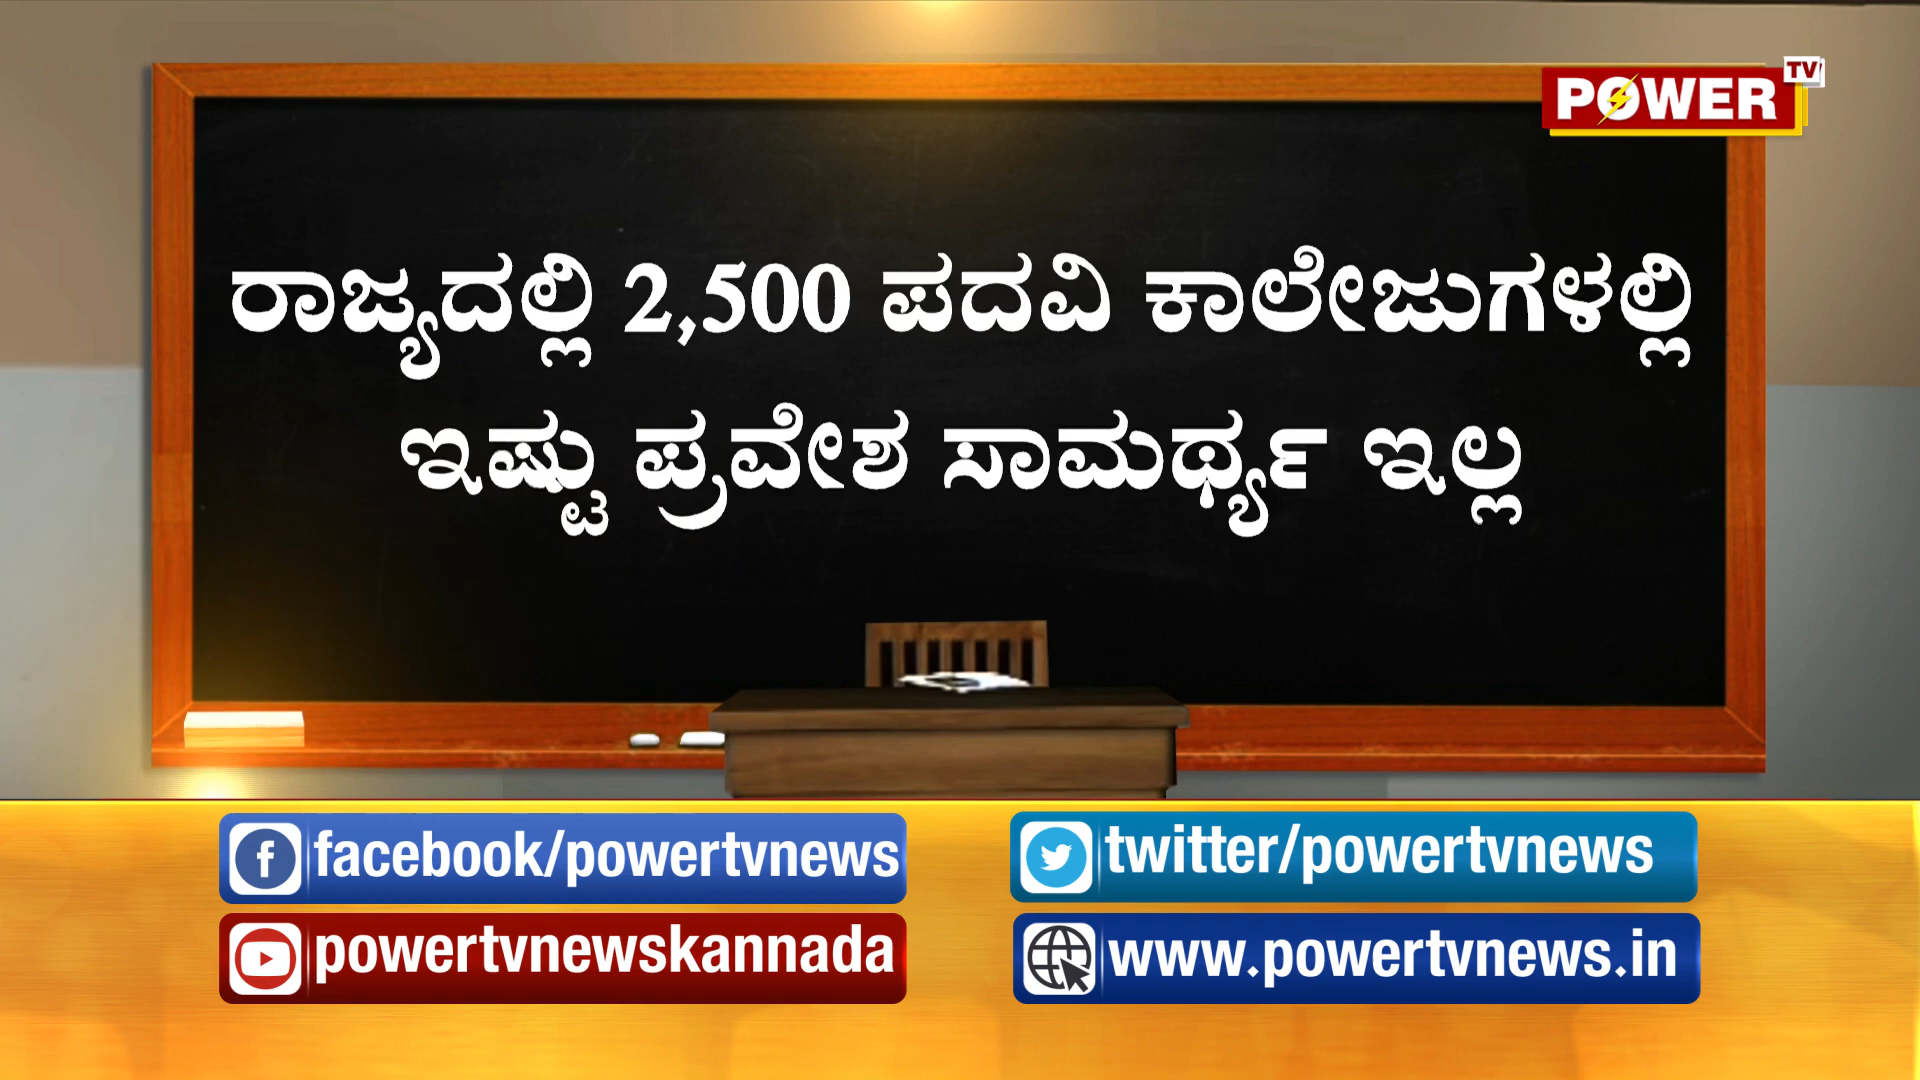 POWER TV
ರಾಜ್ಯದಲ್ಲಿ 2,500 ಪದವಿ ಕಾಲೇಜುಗಳಲ್ಲಿ
ಇಷ್ಟು ಪ್ರವೇಶ ಸಾಮರ್ಥ್ಯ ಇಲ್ಲ
facebook/powertvnews
twitter/powertvnews
powertvnewskannada
www.powertvnews.in